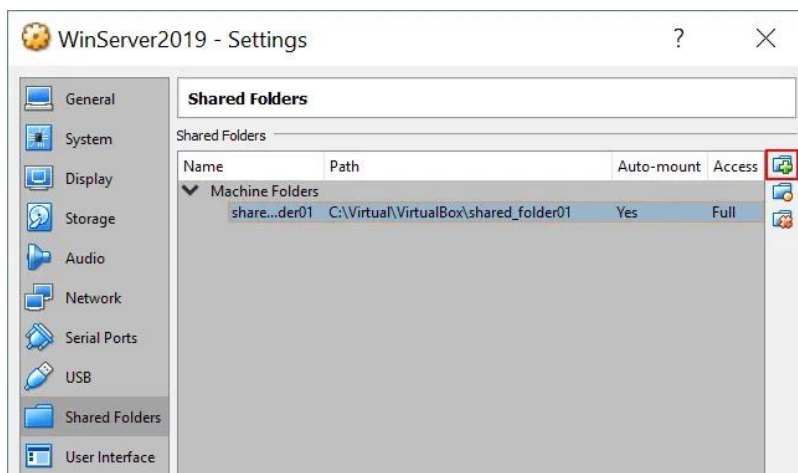 WinServer2019 - Settings ?
General
System
Display
Storage
Audio
Network
Serial Ports
USB
Shared Folders
User Interface
Shared Folders
Shared Folders
Name Path Auto-mount Access
Machine Folders
share...der01 C:\Virtual\VirtualBox\shared_folder01 Yes Full